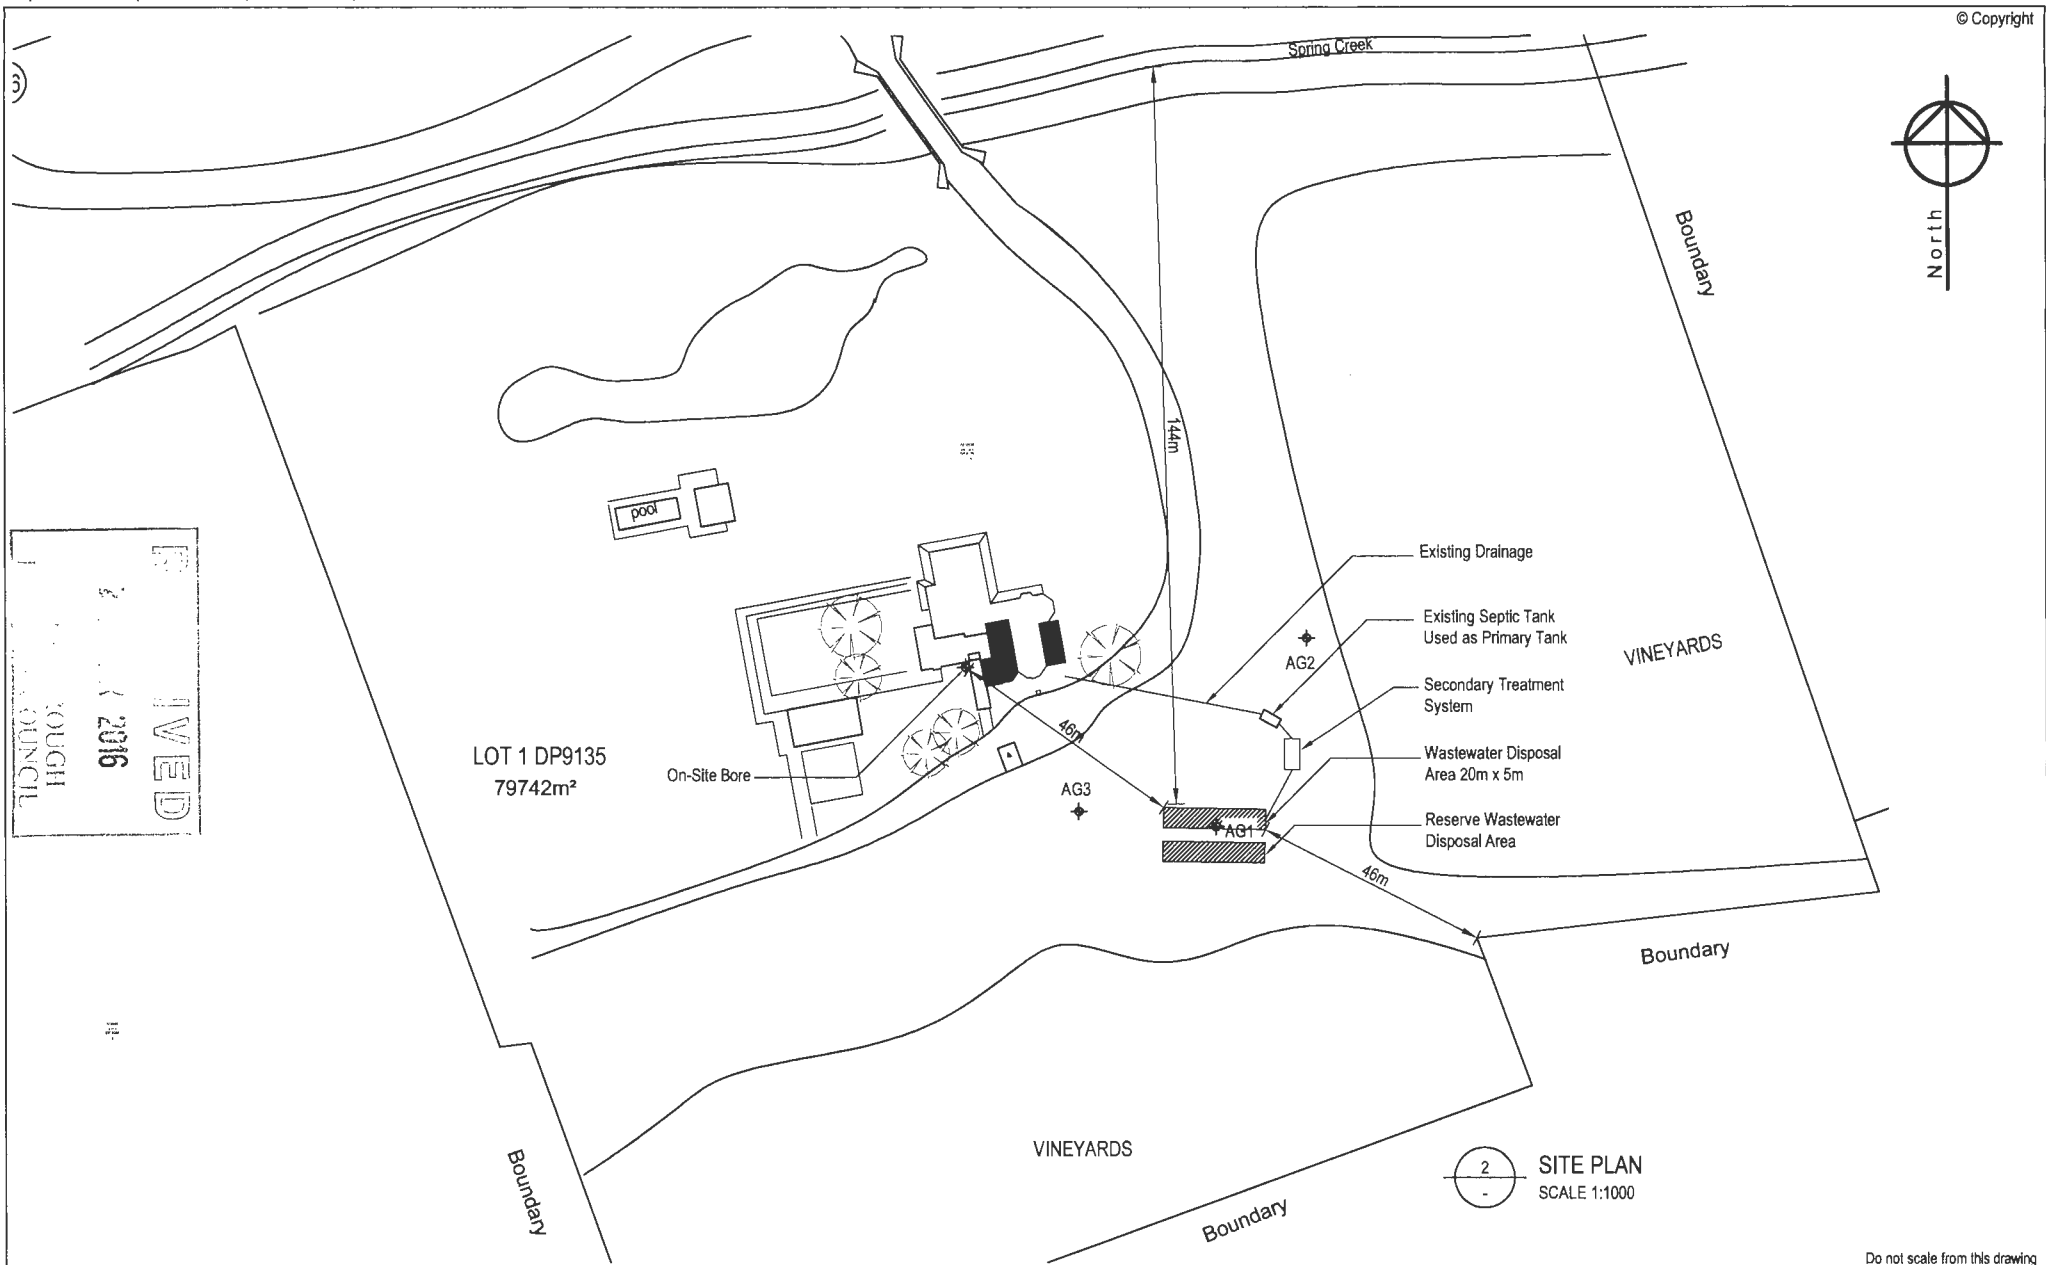 © Copyright
Spring Creek
North
Boundary
144m
pool
Existing Drainage
Existing Septic Tank
Used as Primary Tank
AG2
VINEYARDS
Secondary Treatment
System
46m
LOT 1 DP9135
79742m²
On-Site Bore
AG3
Wastewater Disposal
Area 20m x 5m
AG1
Reserve Wastewater
Disposal Area
46m
Boundary
2016
VINEYARDS
Boundary
Boundary
2
-
SITE PLAN
SCALE 1:1000
Do not scale from this drawing